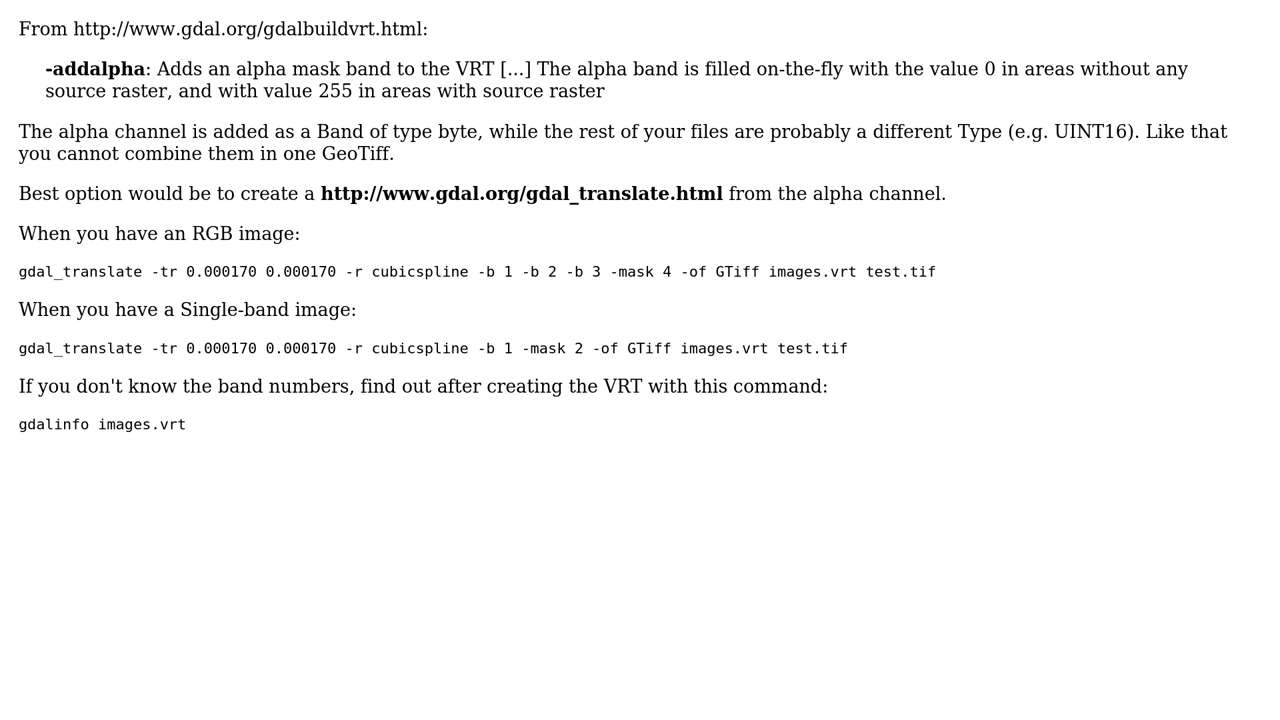 From http://www.gdal.org/gdalbuildvrt.html:
-addalpha: Adds an alpha mask band to the VRT [...] The alpha band is filled on-the-fly with the value 0 in areas without any
source raster, and with value 255 in areas with source raster
The alpha channel is added as a Band of type byte, while the rest of your files are probably a different Type (e.g. UINT16). Like that
you cannot combine them in one GeoTiff.
Best option would be to create a http://www.gdal.org/gdal_translate.html from the alpha channel.
When you have an RGB image:
gdal_translate -tr 0.000170 0.000170 -r cubicspline -b 1 -b 2 -b 3 -mask 4 -of GTiff images.vrt test.tif
When you have a Single-band image:
gdal_translate -tr 0.000170 0.000170 -r cubicspline -b 1 -mask 2 -of GTiff images.vrt test.tif
If you don't know the band numbers, find out after creating the VRT with this command:
gdalinfo images.vrt